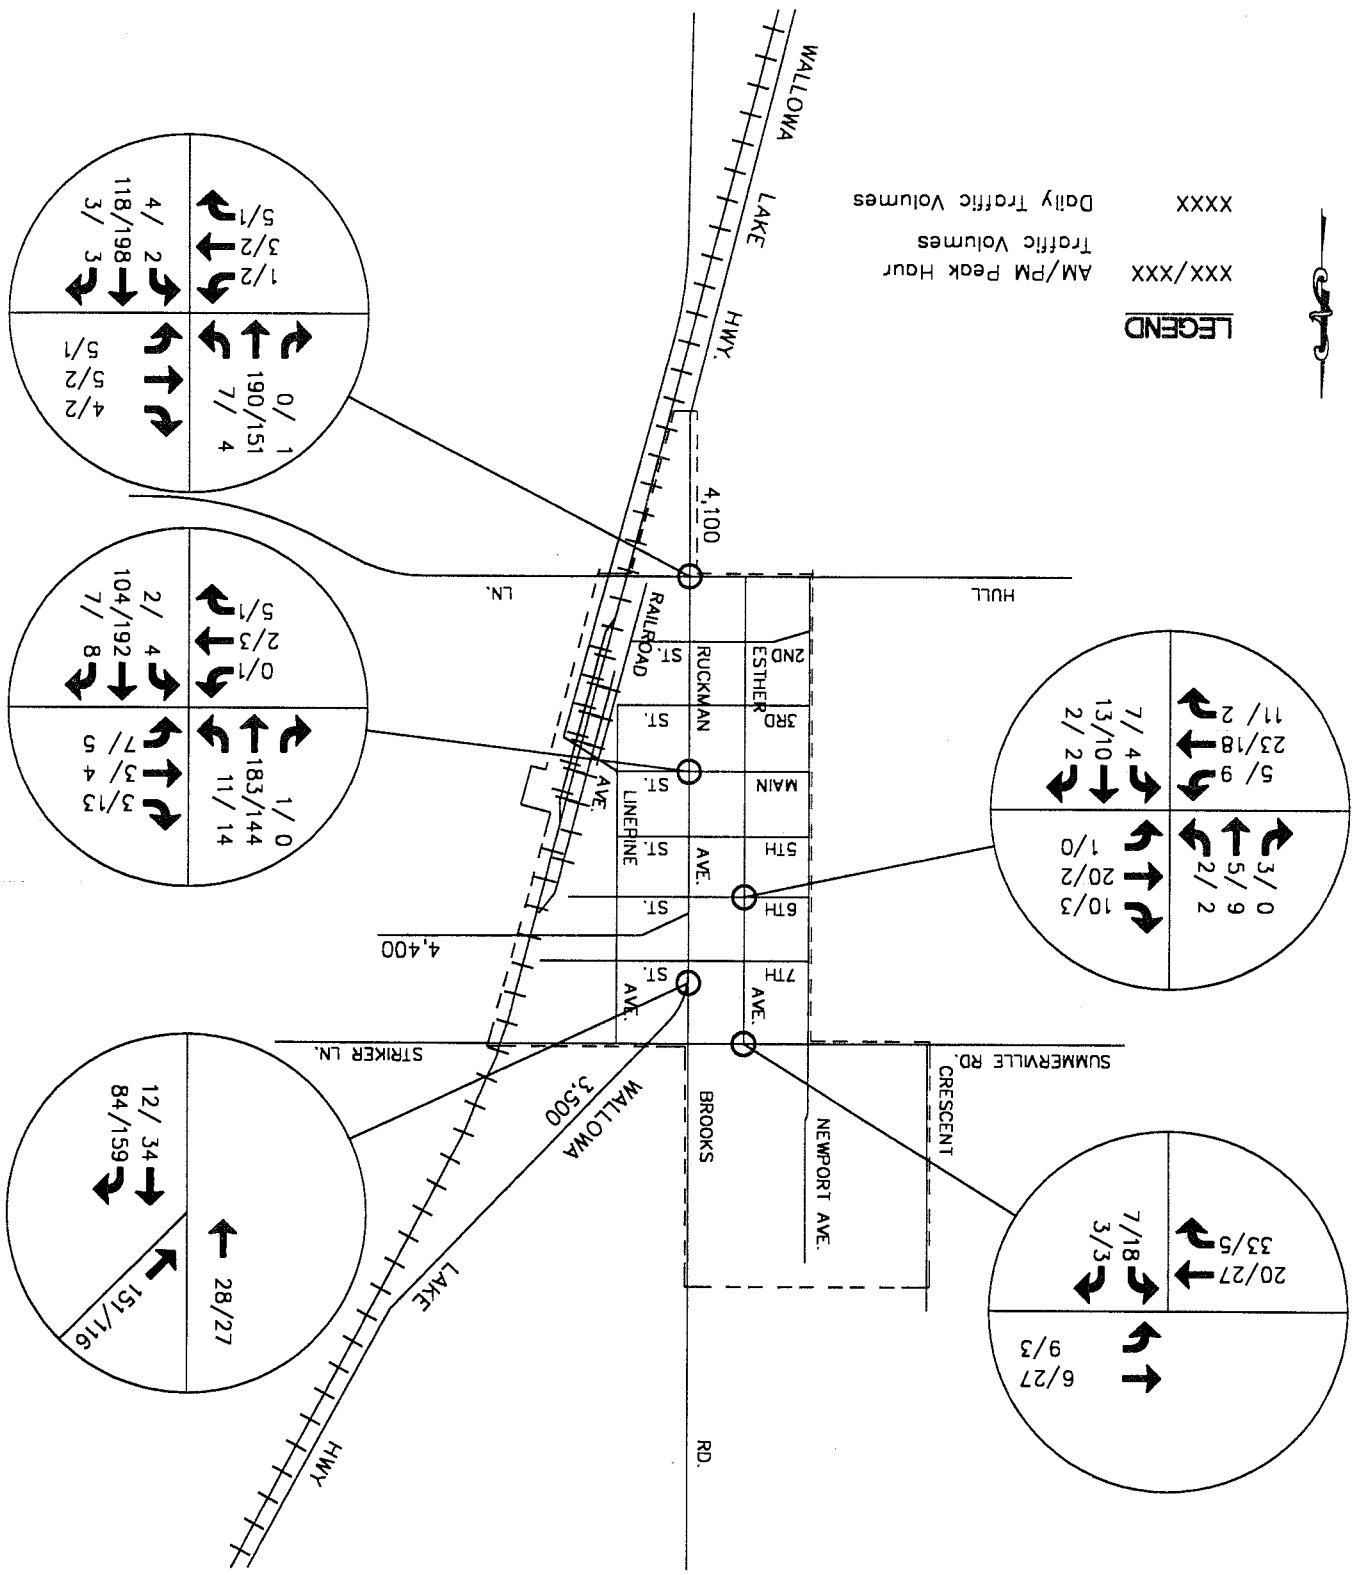 LEGEND
XXX/XXX AM/PM Peak Haur
Traffic Volumes
XXXX Daily Traffic Volumes
WALLOWA
LAKE
HWY.
4,100
HULL
LN.
2ND
ST.
3RD
ST.
MAIN
ST.
5TH
ST.
6TH
ST.
7TH
ST.
ESTHER
AVE.
RUCKMAN
AVE.
RAILROAD
AVE.
LINEPINE
AVE.
4,400
SUMMERVILLE RD.
STRIKER LN.
CRESCENT
NEWPORT AVE.
BROOKS
RD.
WALLOWA
3,500
LAKE
HWY
5/1
3/2
1/2
4/ 2
118/198
3/ 3
0/ 1
190/151
7/ 4
5/1
5/2
4/2
5/1
2/3
0/1
2/ 4
104/192
7/ 8
1/ 0
183/144
11/ 14
7/ 5
3/ 4
3/13
12/ 34
84/159
28/27
151/116
11/ 2
23/18
5/ 9
7/ 4
13/10
2/ 2
3/ 0
5/ 9
2/ 2
1/0
20/2
10/3
33/5
20/27
7/18
3/3
9/3
6/27